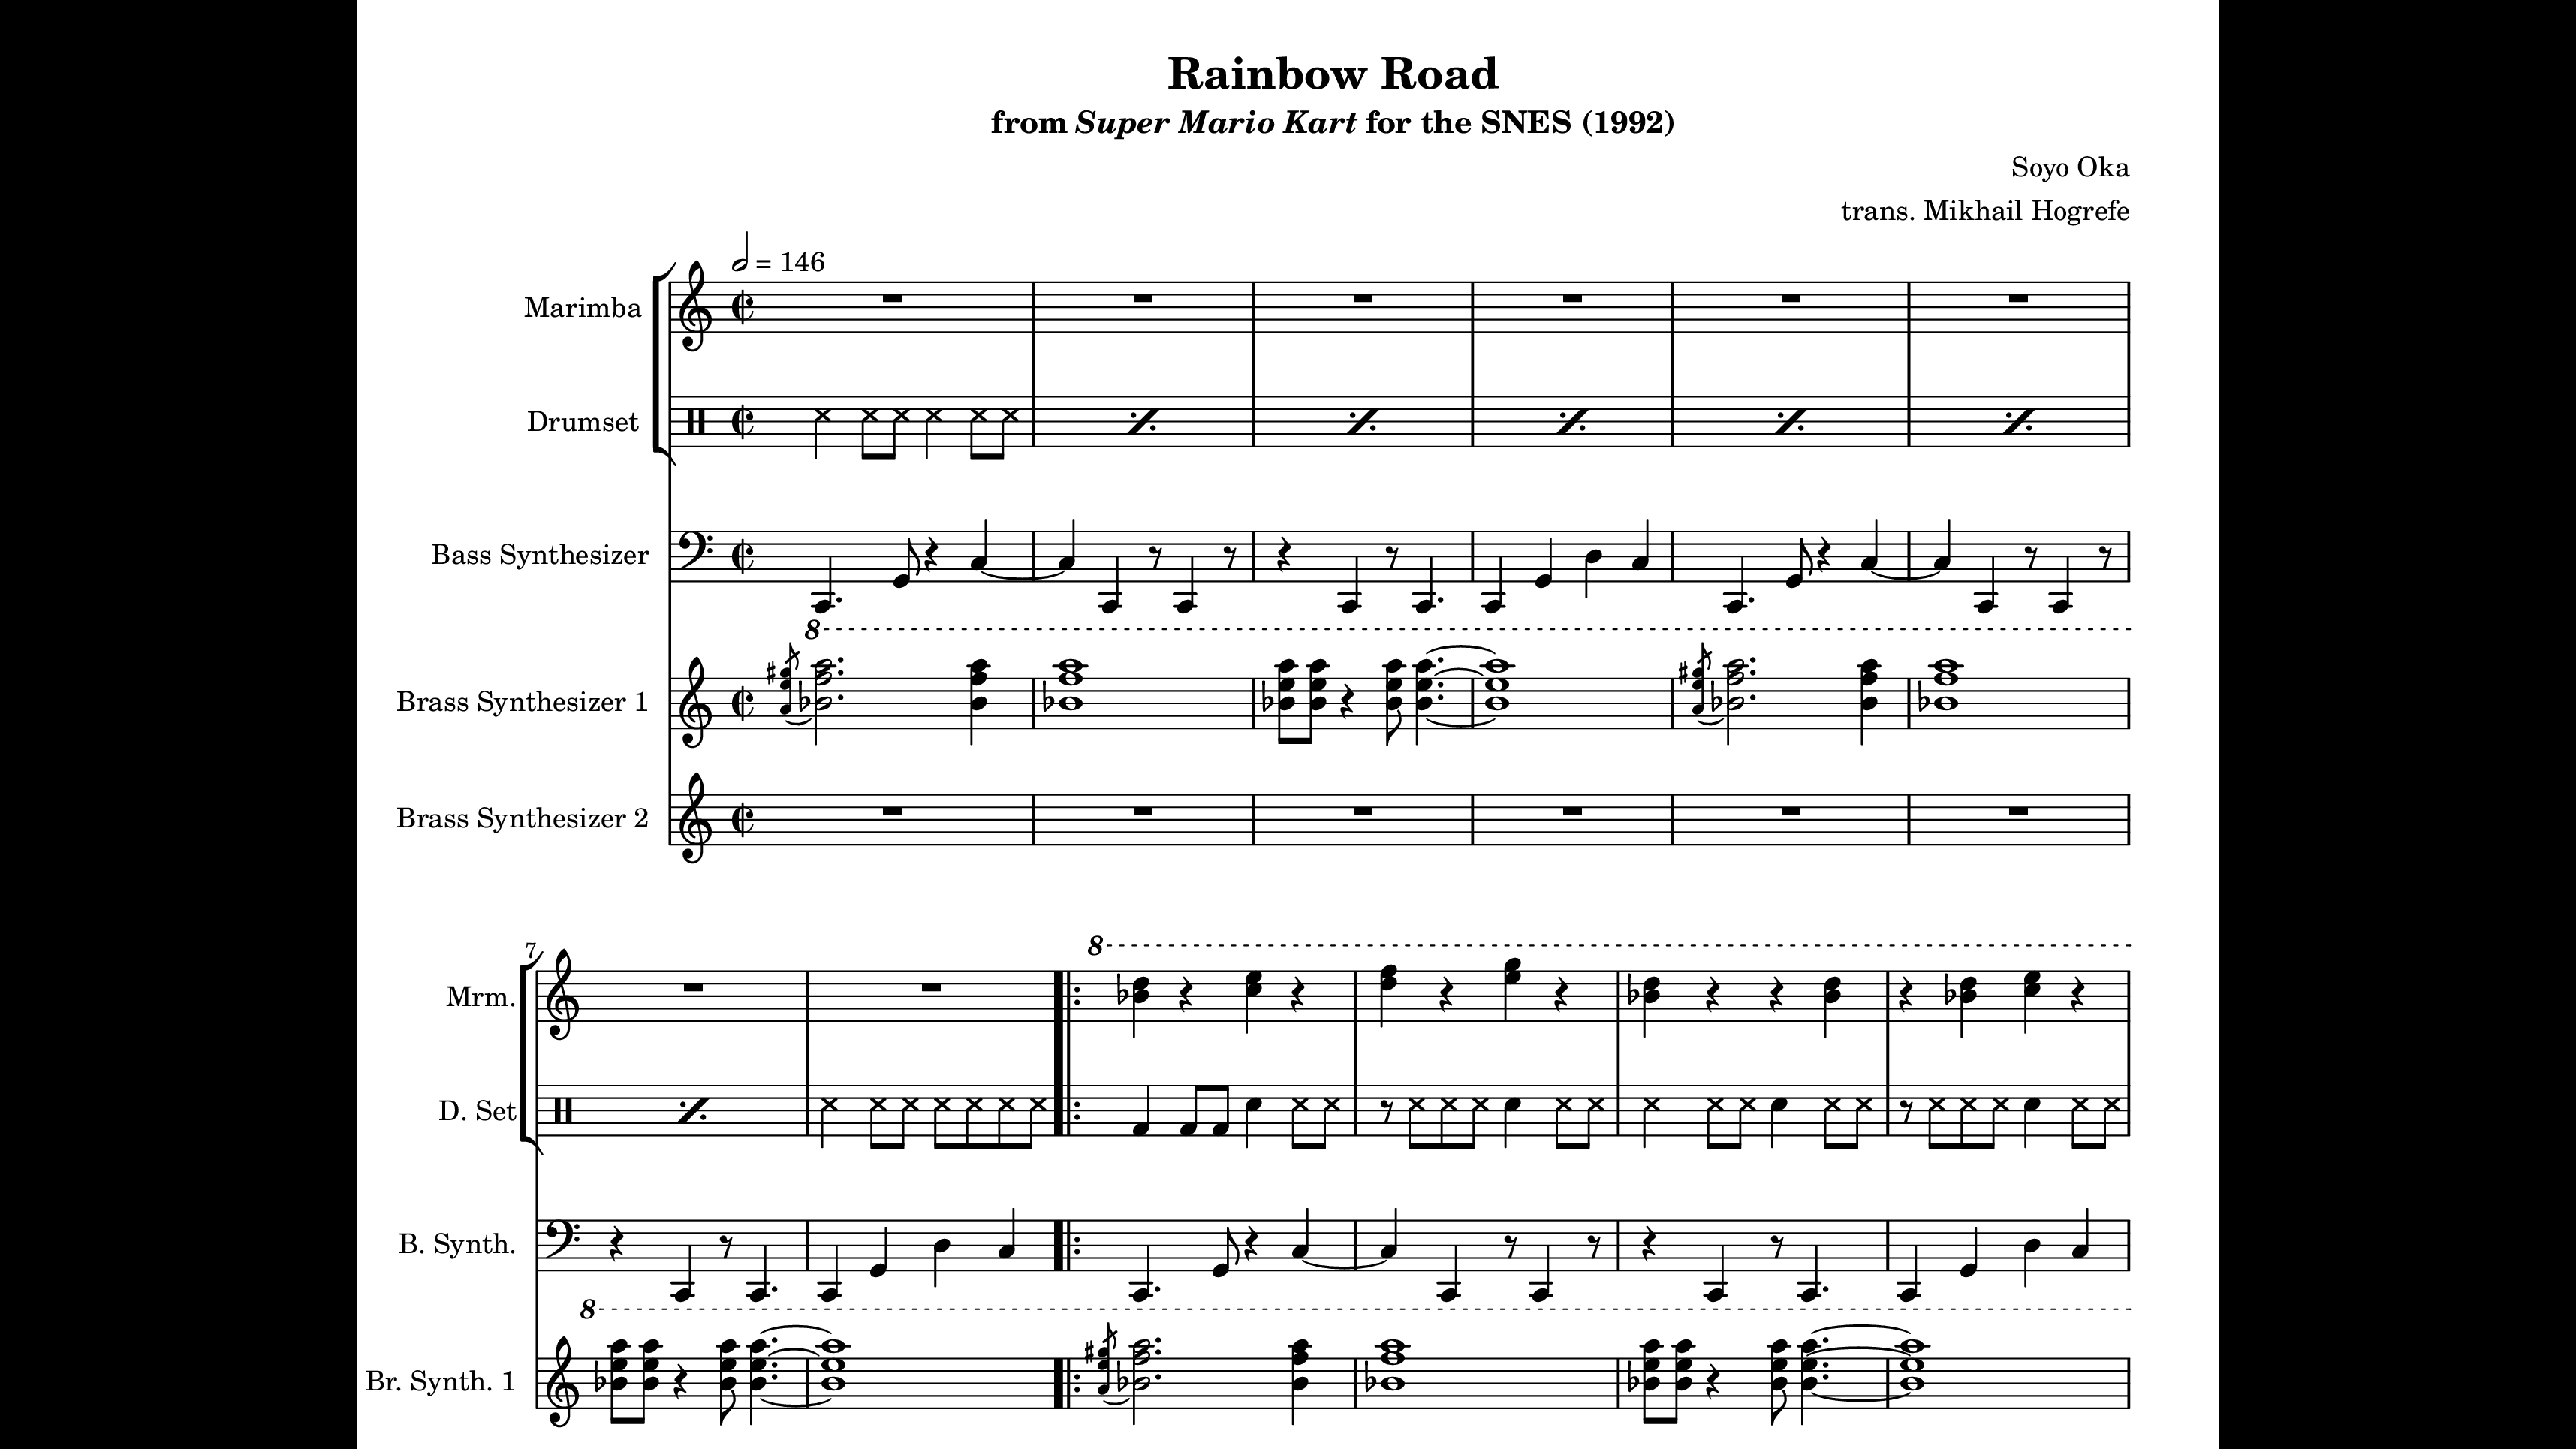 Rainbow Road
from Super Mario Kart for the SNES (1992)
Soyo Oka
trans. Mikhail Hogrefe
= 146
Marimba
Drumset
Bass Synthesizer
8
Brass Synthesizer 1
Brass Synthesizer 2
7
8
Mrm.
D. Set
B. Synth.
8
Br. Synth. 1